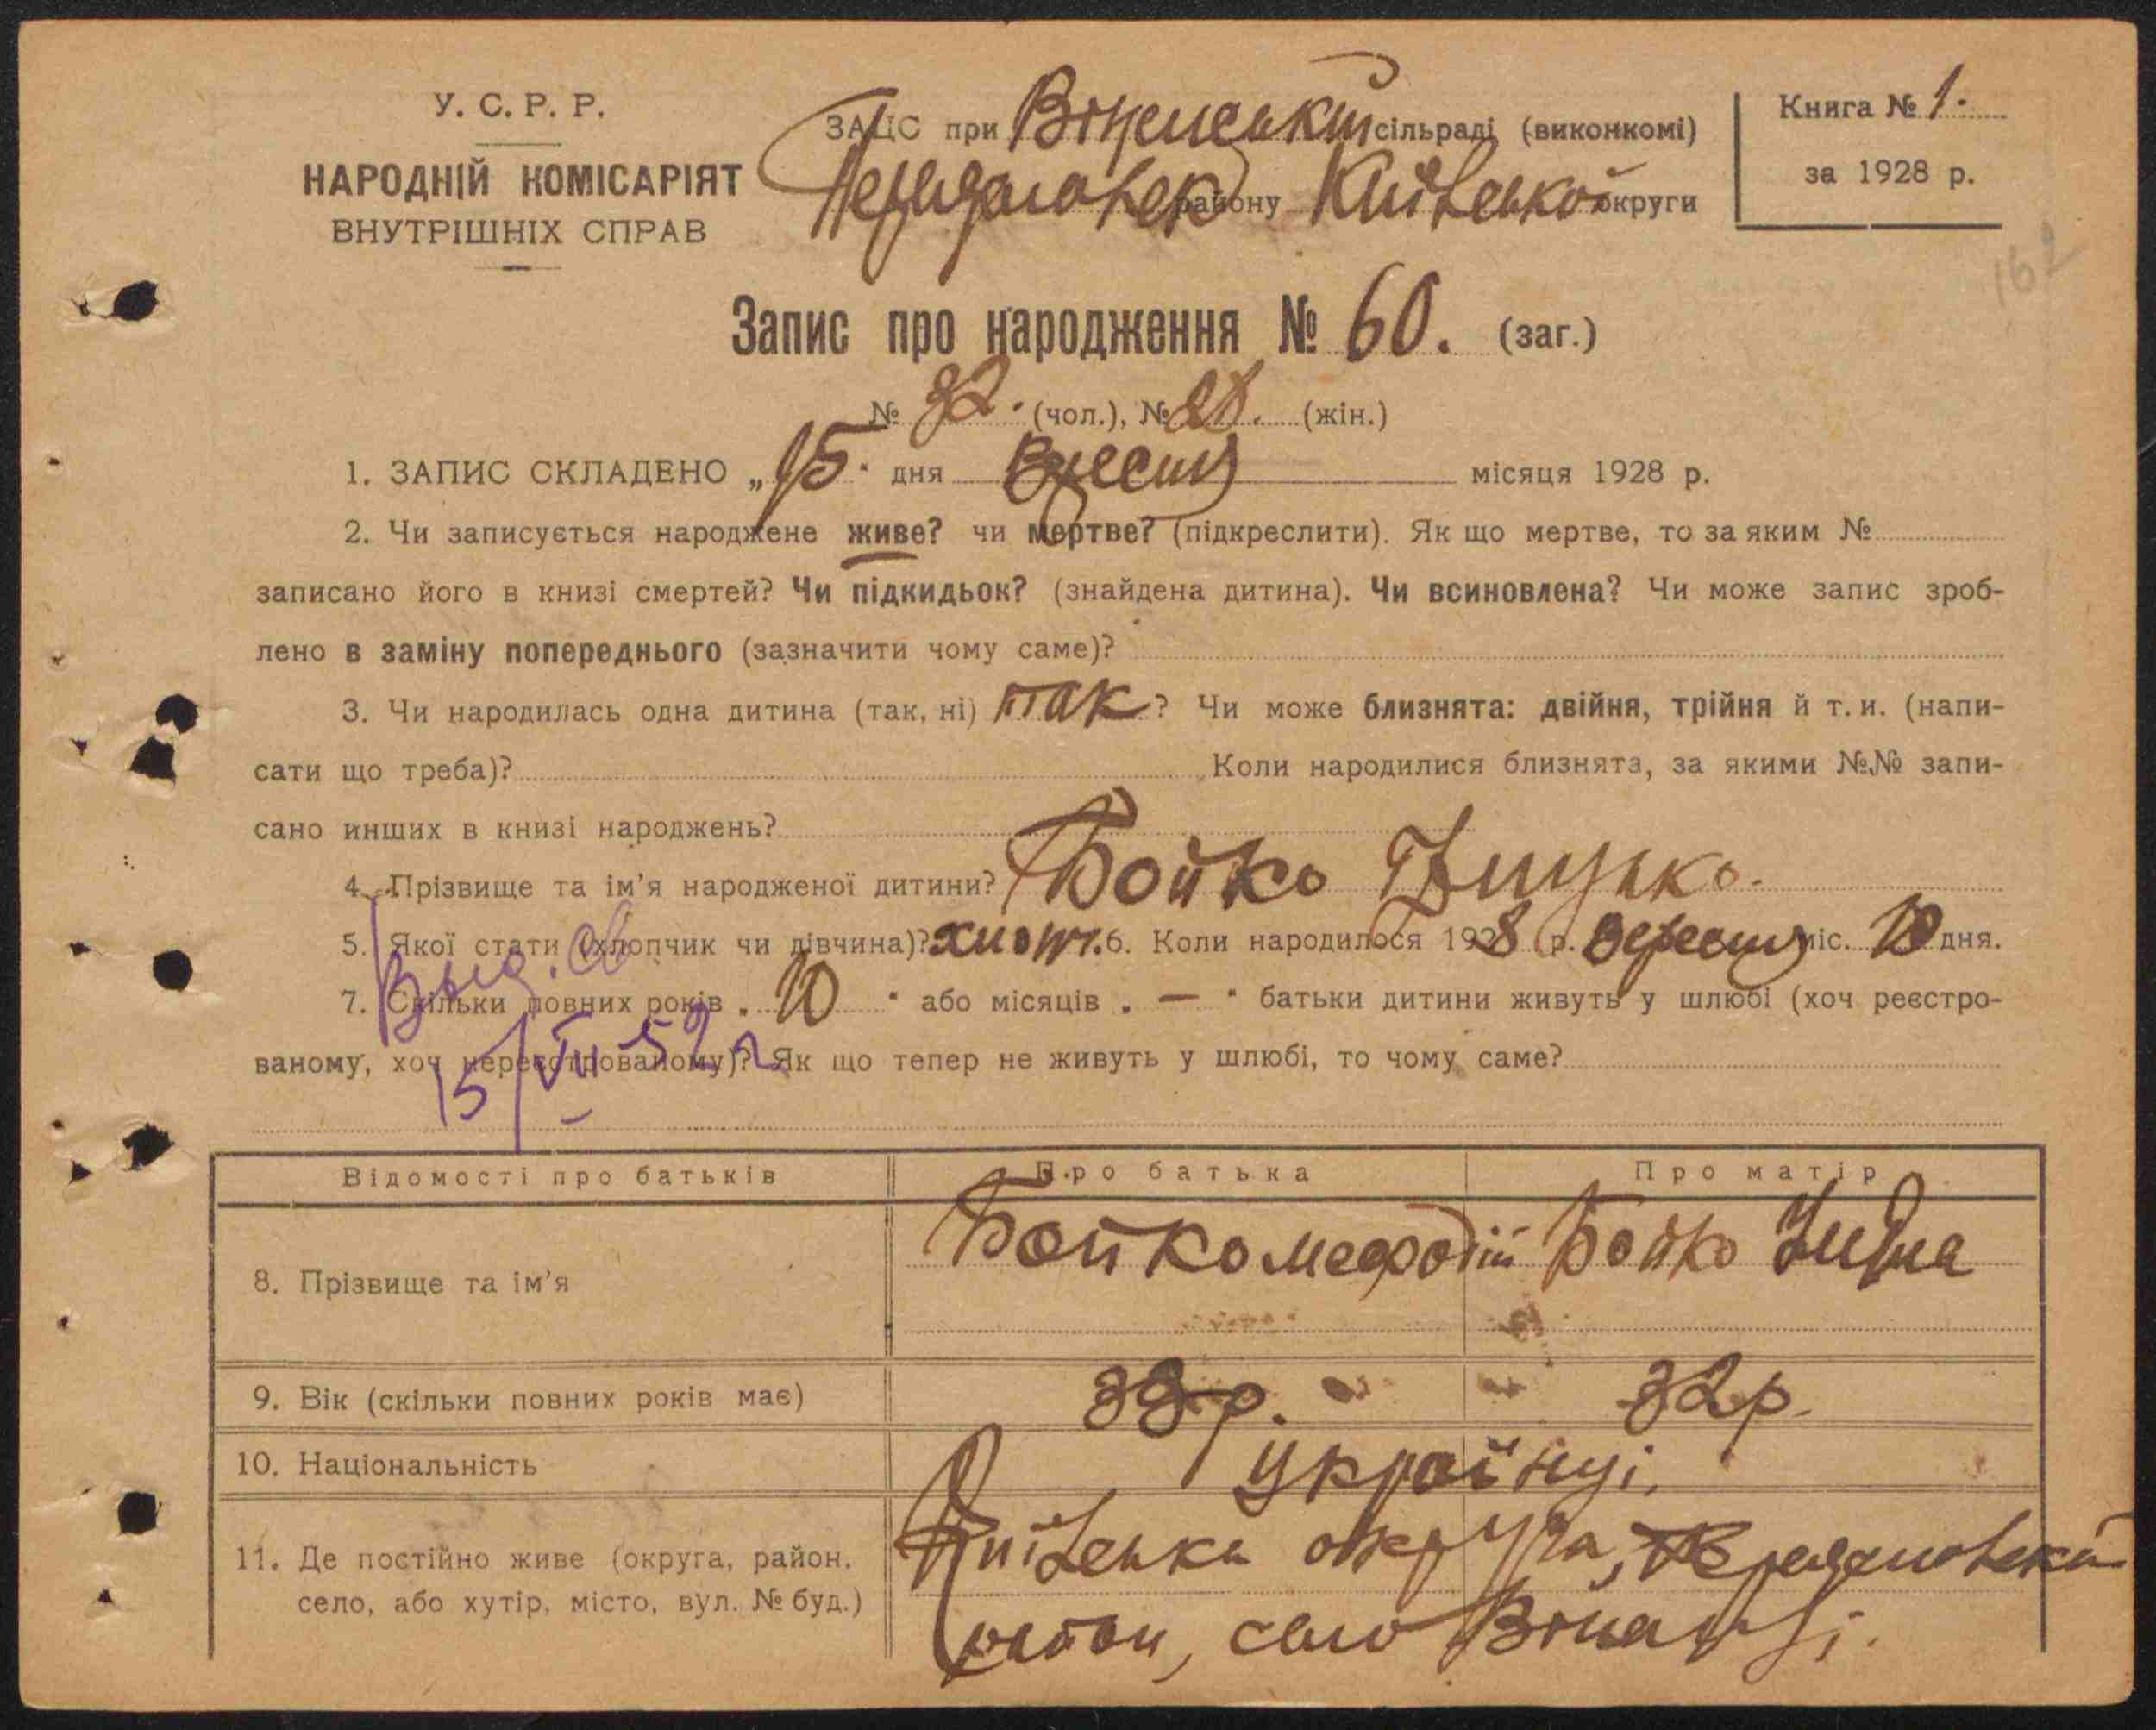 У. С. Р. Р.
НАРОДНІЙ КОМІСАРІЯТ
ВНУТРІШНІХ СПРАВ
ЗАЦС при сільраді (виконкомі)
району Київської округи
Книга № 1.
за 1928 р.
162
Запис про народження № 60. (заг.)
№ 32. (чол.), № 28. (жін.)
1. ЗАПИС СКЛАДЕНО „15. дня Вересня місяця 1928 р.
2. Чи записується народжене живе? чи мертве? (підкреслити). Як що мертве, то за яким №
записано його в книзі смертей? Чи підкидьок? (знайдена дитина). Чи всиновлена? Чи може запис зроб-
лено в заміну попереднього (зазначити чому саме)?
3. Чи народилась одна дитина (так, ні) так ? Чи може близнята: двійня, трійня й т. и. (напи-
сати що треба)? Коли народилися близнята, за якими №№ запи-
сано инших в книзі народжень?
4. Прізвище та ім'я народженої дитини? Бойко Грицько.
5. Якої стати (хлопчик чи дівчина)? хлопч. 6. Коли народилося 1928 р. Вересня міс. 10 дня.
7. Скільки повних років „ 10 " або місяців „ — " батьки дитини живуть у шлюбі (хоч реєстро-
ваному, хоч нереєстрованому)? Як що тепер не живуть у шлюбі, то чому саме?
Выд. св
15/VII 52 г
Відомості про батьків Про батька Про матір
8. Прізвище та ім'я Бойко Мефодій Бойко
9. Вік (скільки повних років має) 33 р. 32 р.
10. Національність Українці.
11. Де постійно живе (округа, район, Київська округа,
село, або хутір, місто, вул. № буд.) район, село